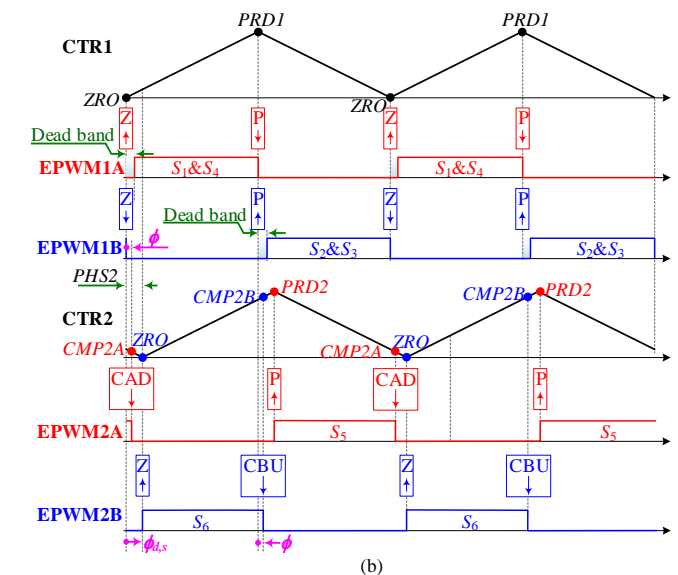 PRD1 PRD1
CTR1
ZRO ZRO
Z P Z P
Dead band
EPWM1A S1&S4 S1&S4
Z P Z P
Dead band
EPWM1B ϕ S2&S3 S2&S3
PHS2
CMP2B PRD2 CMP2B PRD2
CTR2 ZRO ZRO
CMP2A CMP2A
CAD P CAD P
EPWM2A S5 S5
Z CBU Z CBU
EPWM2B S6 S6
ϕd,s ϕ
(b)